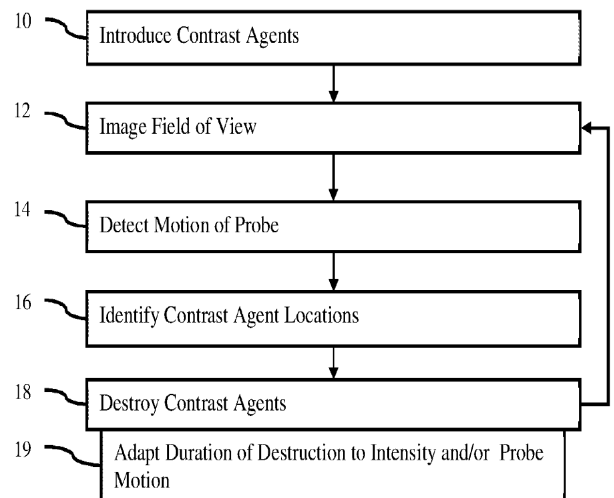 10
Introduce Contrast Agents
12
Image Field of View
14
Detect Motion of Probe
16
Identify Contrast Agent Locations
18
Destroy Contrast Agents
19
Adapt Duration of Destruction to Intensity and/or Probe
Motion